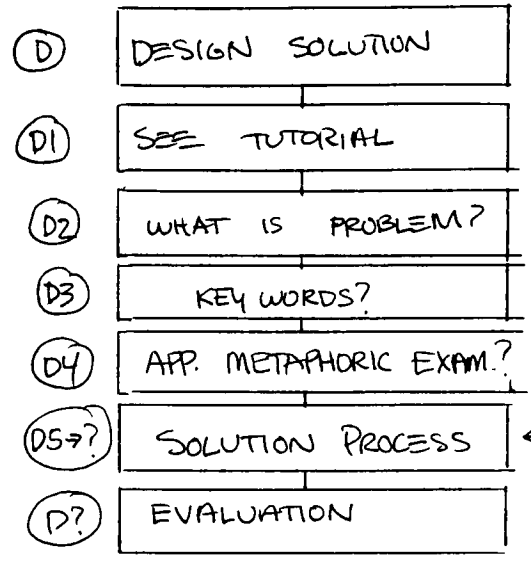 D DESIGN SOLUTION
D1 SEE TUTORIAL
D2 WHAT IS PROBLEM?
D3 KEY WORDS?
D4 APP. METAPHORIC EXAM.?
D5→? SOLUTION PROCESS
D? EVALUATION